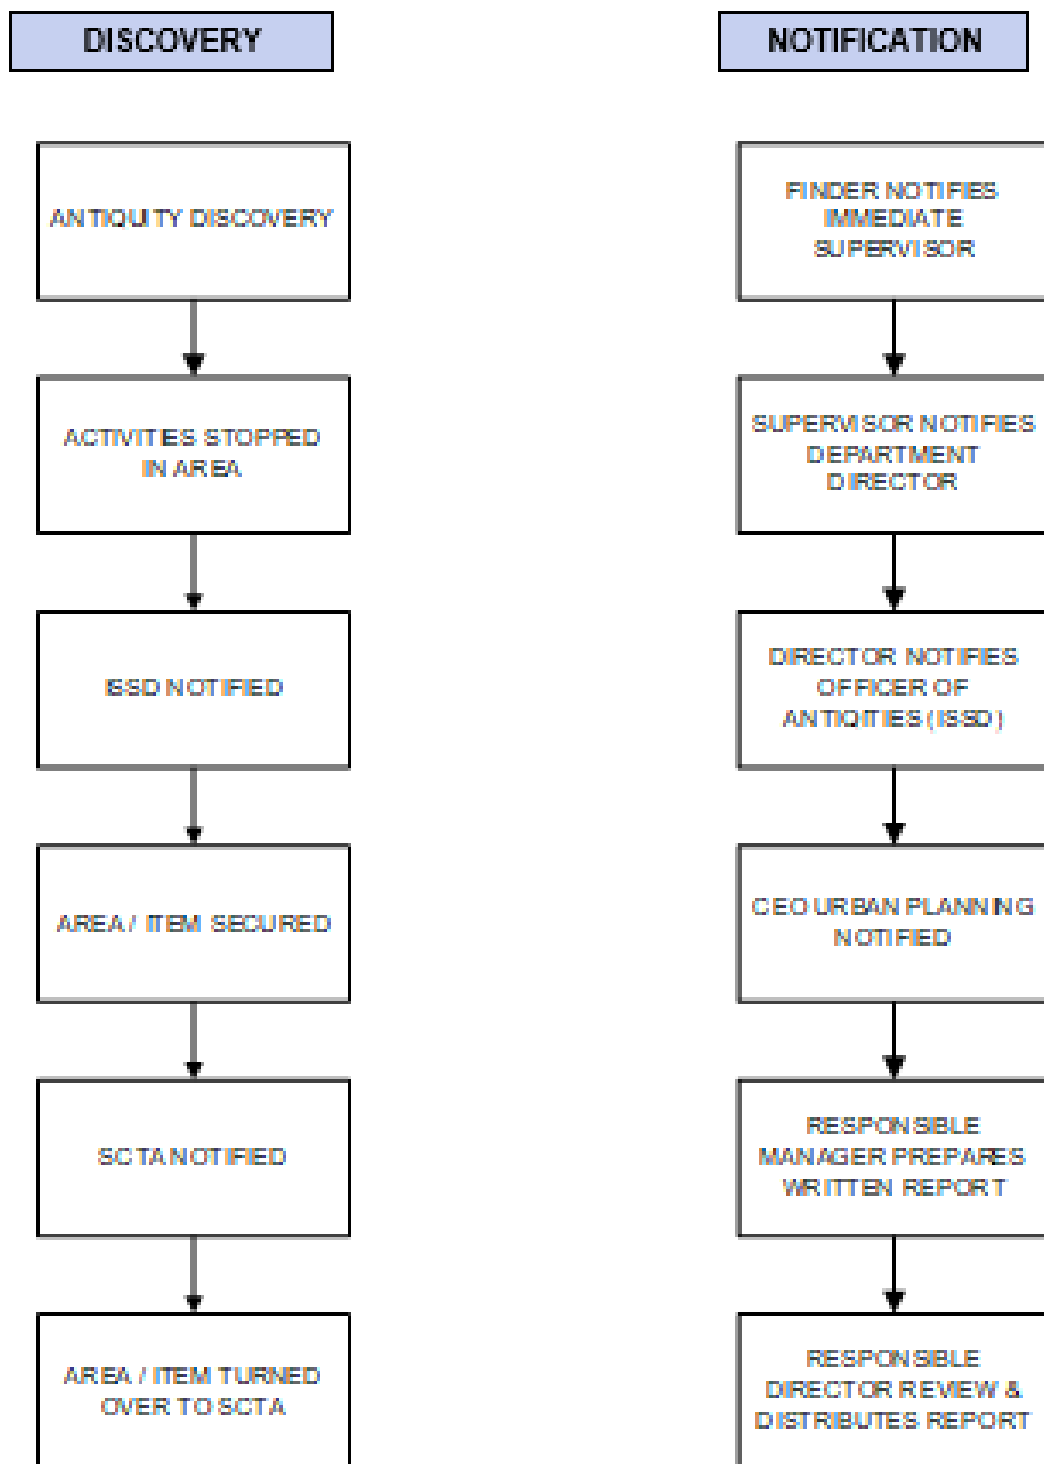 DISCOVERY
ANTIQUITY DISCOVERY
ACTIVITIES STOPPED
IN AREA
ISSD NOTIFIED
AREA / ITEM SECURED
SCTA NOTIFIED
AREA / ITEM TURNED
OVER TO SCTA
NOTIFICATION
FINDER NOTIFIES
IMMEDIATE
SUPERVISOR
SUPERVISOR NOTIFIES
DEPARTMENT
DIRECTOR
DIRECTOR NOTIFIES
OFFICER OF
ANTIQITIES (ISSD)
CEO URBAN PLANNING
NOTIFIED
RESPONSIBLE
MANAGER PREPARES
WRITTEN REPORT
RESPONSIBLE
DIRECTOR REVIEW &
DISTRIBUTES REPORT